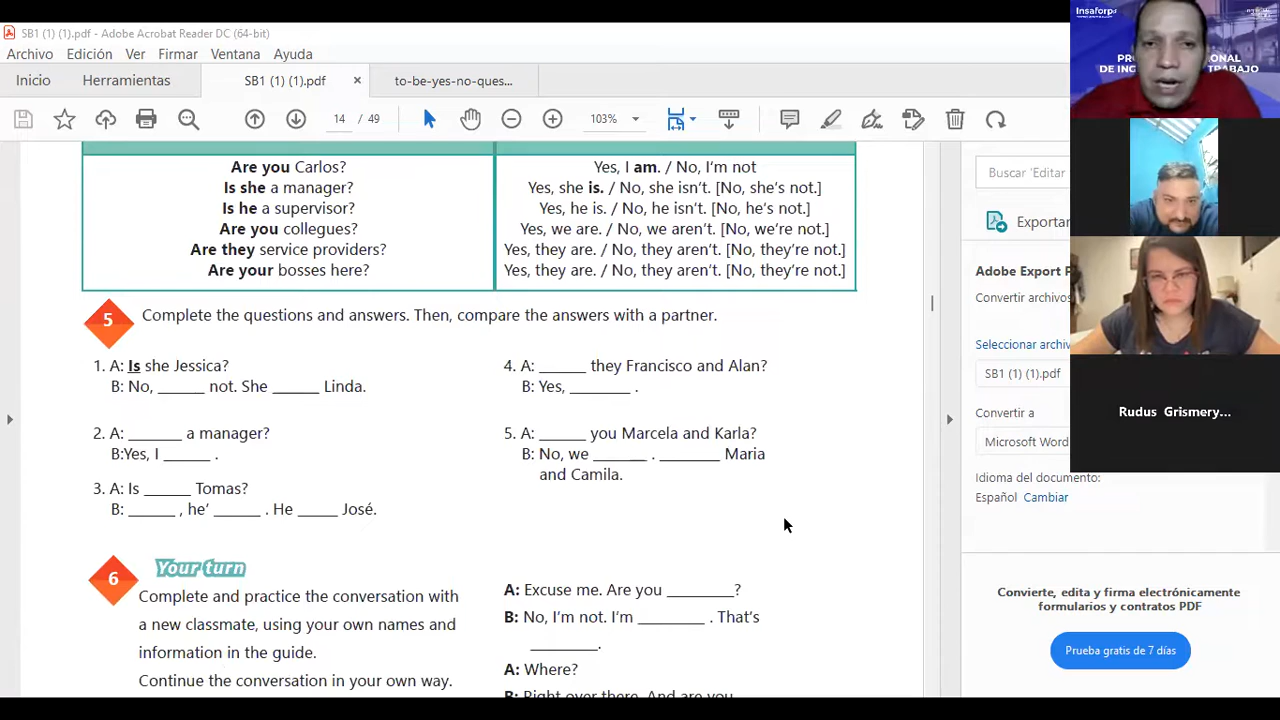 SB1 (1) (1).pdf - Adobe Acrobat Reader DC (64-bit)
Archivo Edición Ver Firmar Ventana Ayuda
Inicio Herramientas SB1 (1) (1).pdf × to-be-yes-no-ques...
14 / 49 103%
Are you Carlos? Yes, I am. / No, I'm not
Is she a manager? Yes, she is. / No, she isn't. [No, she's not.]
Is he a supervisor? Yes, he is. / No, he isn't. [No, he's not.]
Are you collegues? Yes, we are. / No, we aren't. [No, we're not.]
Are they service providers? Yes, they are. / No, they aren't. [No, they're not.]
Are your bosses here? Yes, they are. / No, they aren't. [No, they're not.]
5 Complete the questions and answers. Then, compare the answers with a partner.
1. A: Is she Jessica?
B: No, ______ not. She ______ Linda.
2. A: _______ a manager?
B:Yes, I ______ .
3. A: Is ______ Tomas?
B: ______ , he' ______ . He _____ José.
4. A: ______ they Francisco and Alan?
B: Yes, ________ .
5. A: ______ you Marcela and Karla?
B: No, we _______ . ________ Maria
and Camila.
6 Your turn
Complete and practice the conversation with
a new classmate, using your own names and
information in the guide.
Continue the conversation in your own way.
A: Excuse me. Are you _________?
B: No, I'm not. I'm _________ . That's
_________.
A: Where?
B: Right over there. And are you
Buscar 'Editar
Exportar
Adobe Export P
Convertir archivos
Seleccionar archiv
SB1 (1) (1).pdf
Convertir a
Microsoft Word
Idioma del documento:
Español Cambiar
Convierte, edita y firma electrónicamente
formularios y contratos PDF
Prueba gratis de 7 días
Insaforp
Rudus Grismery...